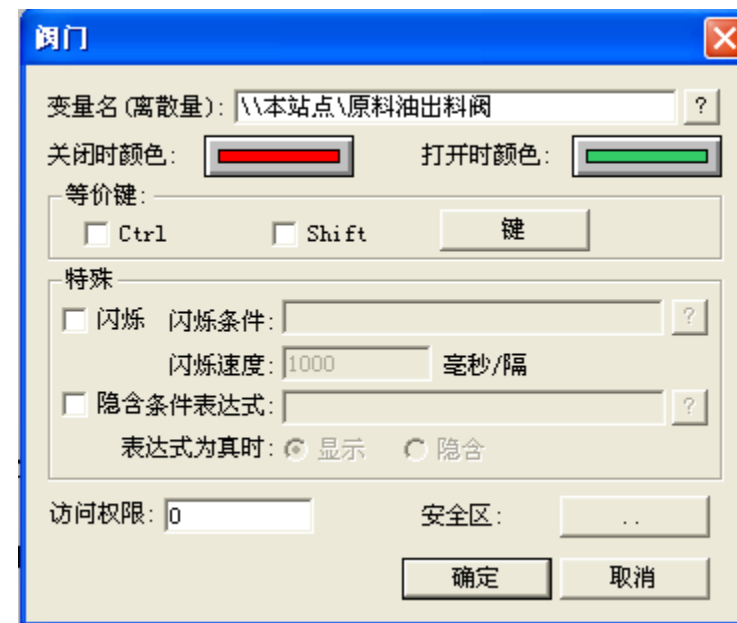 阀门
变量名(离散量): \\本站点\原料油出料阀 ?
关闭时颜色: 打开时颜色:
等价键:
Ctrl Shift 键
特殊
闪烁 闪烁条件: ?
闪烁速度: 1000 毫秒/隔
隐含条件表达式: ?
表达式为真时: 显示 隐含
访问权限: 0 安全区: ..
确定 取消